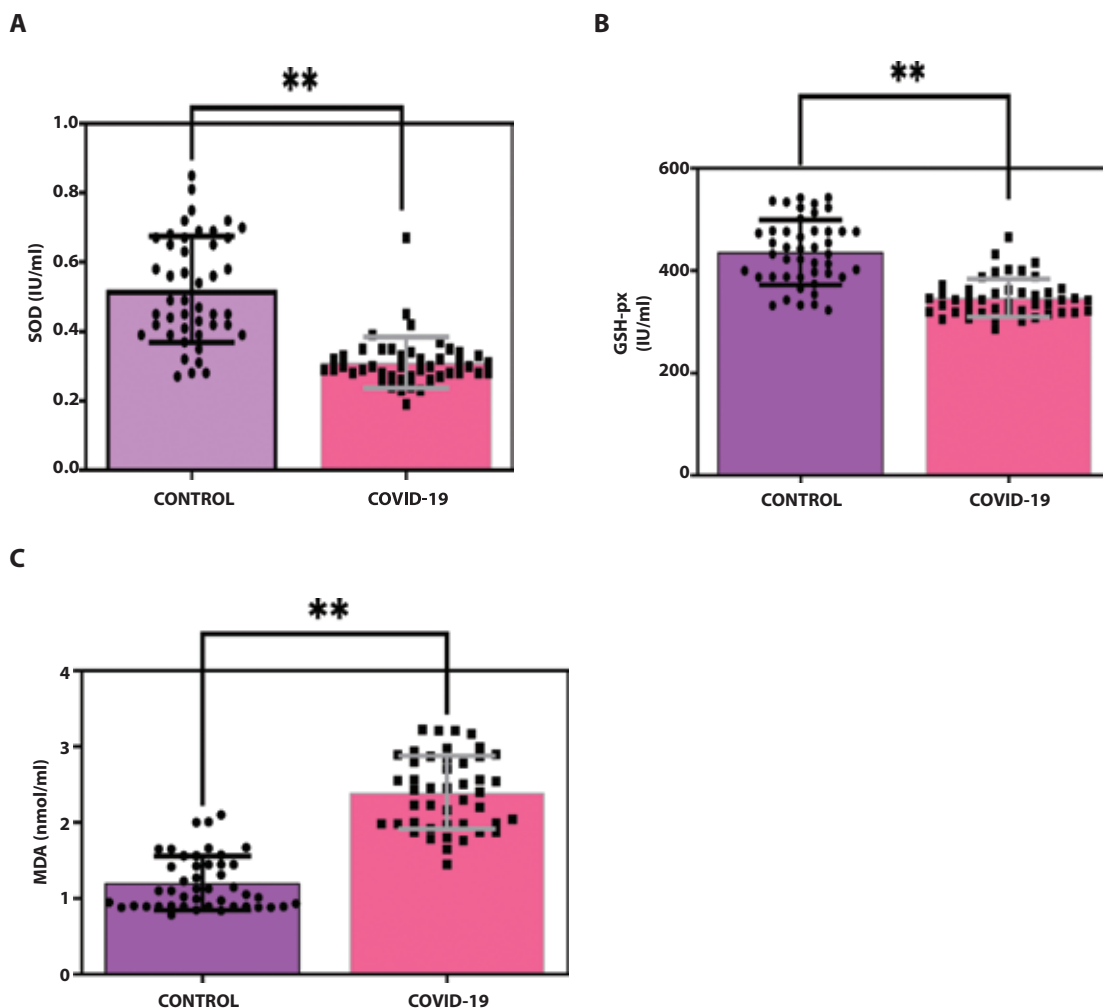 A
**
SOD (IU/ml)
1.0
0.8
0.6
0.4
0.2
0.0
CONTROL COVID-19
B
**
GSH-px
(IU/ml)
600
400
200
0
CONTROL COVID-19
C
**
MDA (nmol/ml)
4
3
2
1
0
CONTROL COVID-19